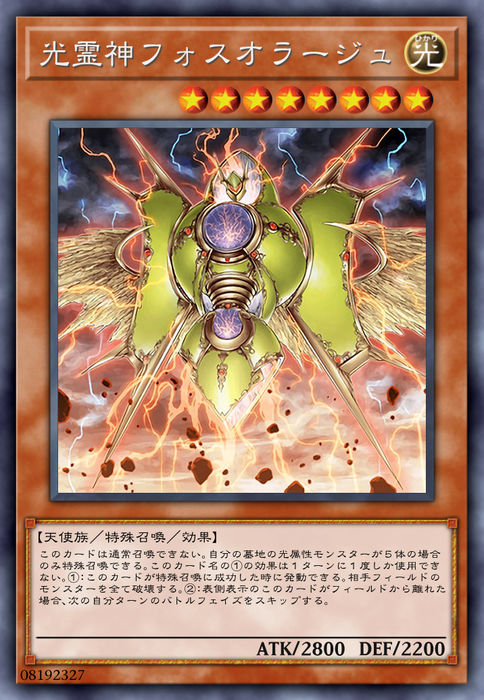 光霊神フォスオラージュ
ひかり
光
【天使族／特殊召喚／効果】
このカードは通常召喚できない。自分の墓地の光属性モンスターが５体の場合
のみ特殊召喚できる。このカード名の①の効果は１ターンに１度しか使用でき
ない。①：このカードが特殊召喚に成功した時に発動できる。相手フィールドの
モンスターを全て破壊する。②：表側表示のこのカードがフィールドから離れた
場合、次の自分ターンのバトルフェイズをスキップする。
ATK/2800 DEF/2200
08192327